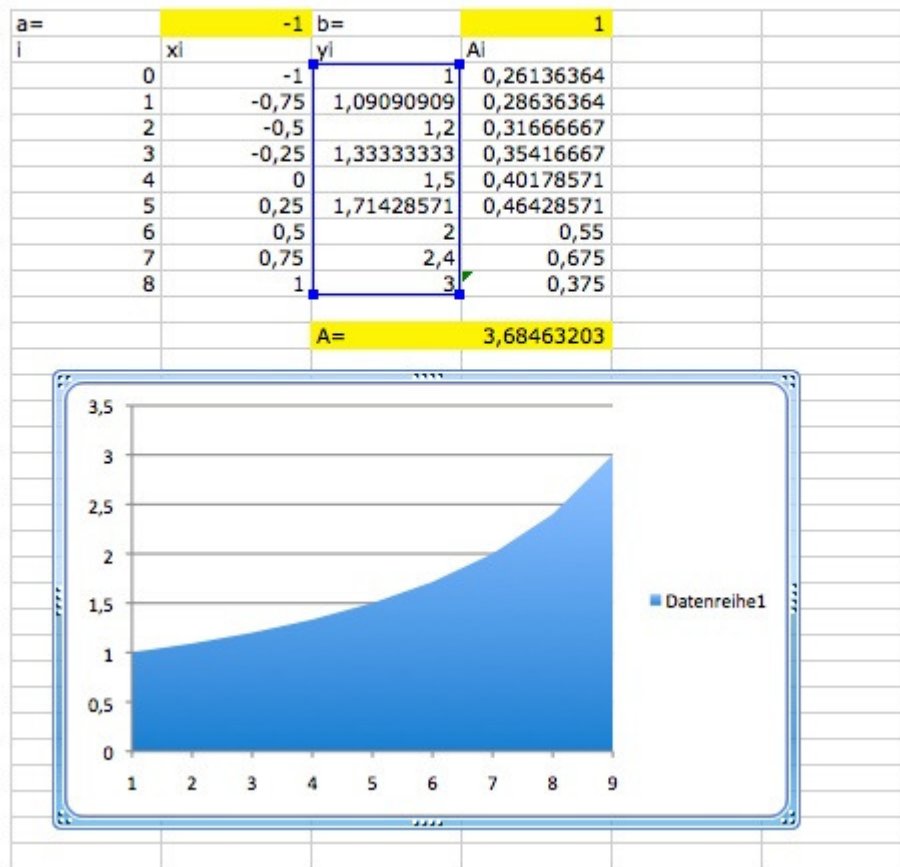 a= -1 b= 1
i xi yi Ai
0 -1 1 0,26136364
1 -0,75 1,09090909 0,28636364
2 -0,5 1,2 0,31666667
3 -0,25 1,33333333 0,35416667
4 0 1,5 0,40178571
5 0,25 1,71428571 0,46428571
6 0,5 2 0,55
7 0,75 2,4 0,675
8 1 3 0,375
A= 3,68463203
3,5
3
2,5
2
1,5
1
0,5
0
1 2 3 4 5 6 7 8 9
Datenreihe1